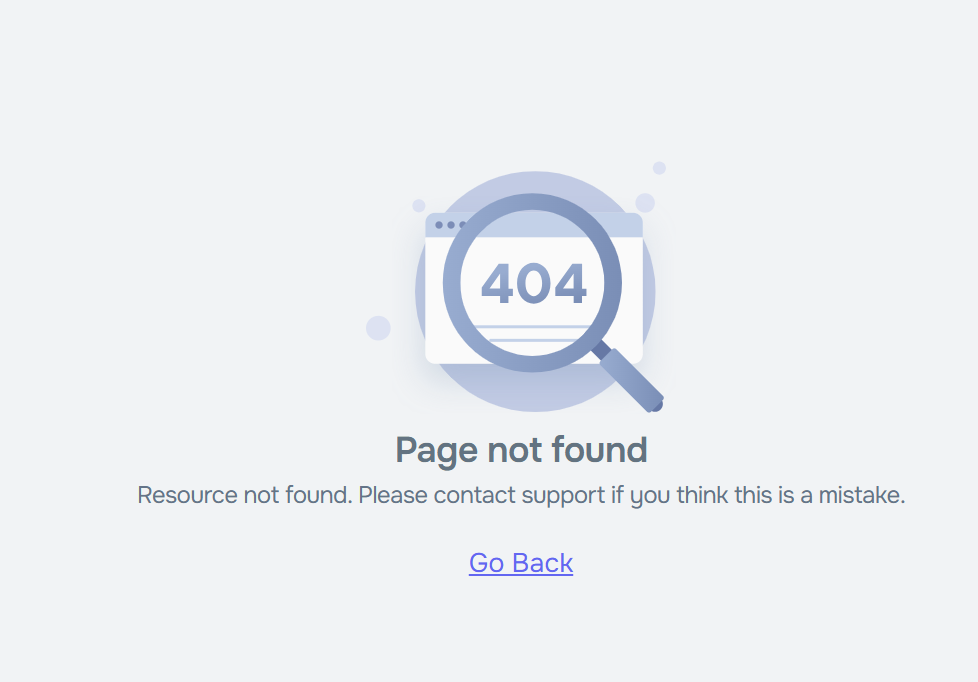 404
Page not found
Resource not found. Please contact support if you think this is a mistake.
Go Back